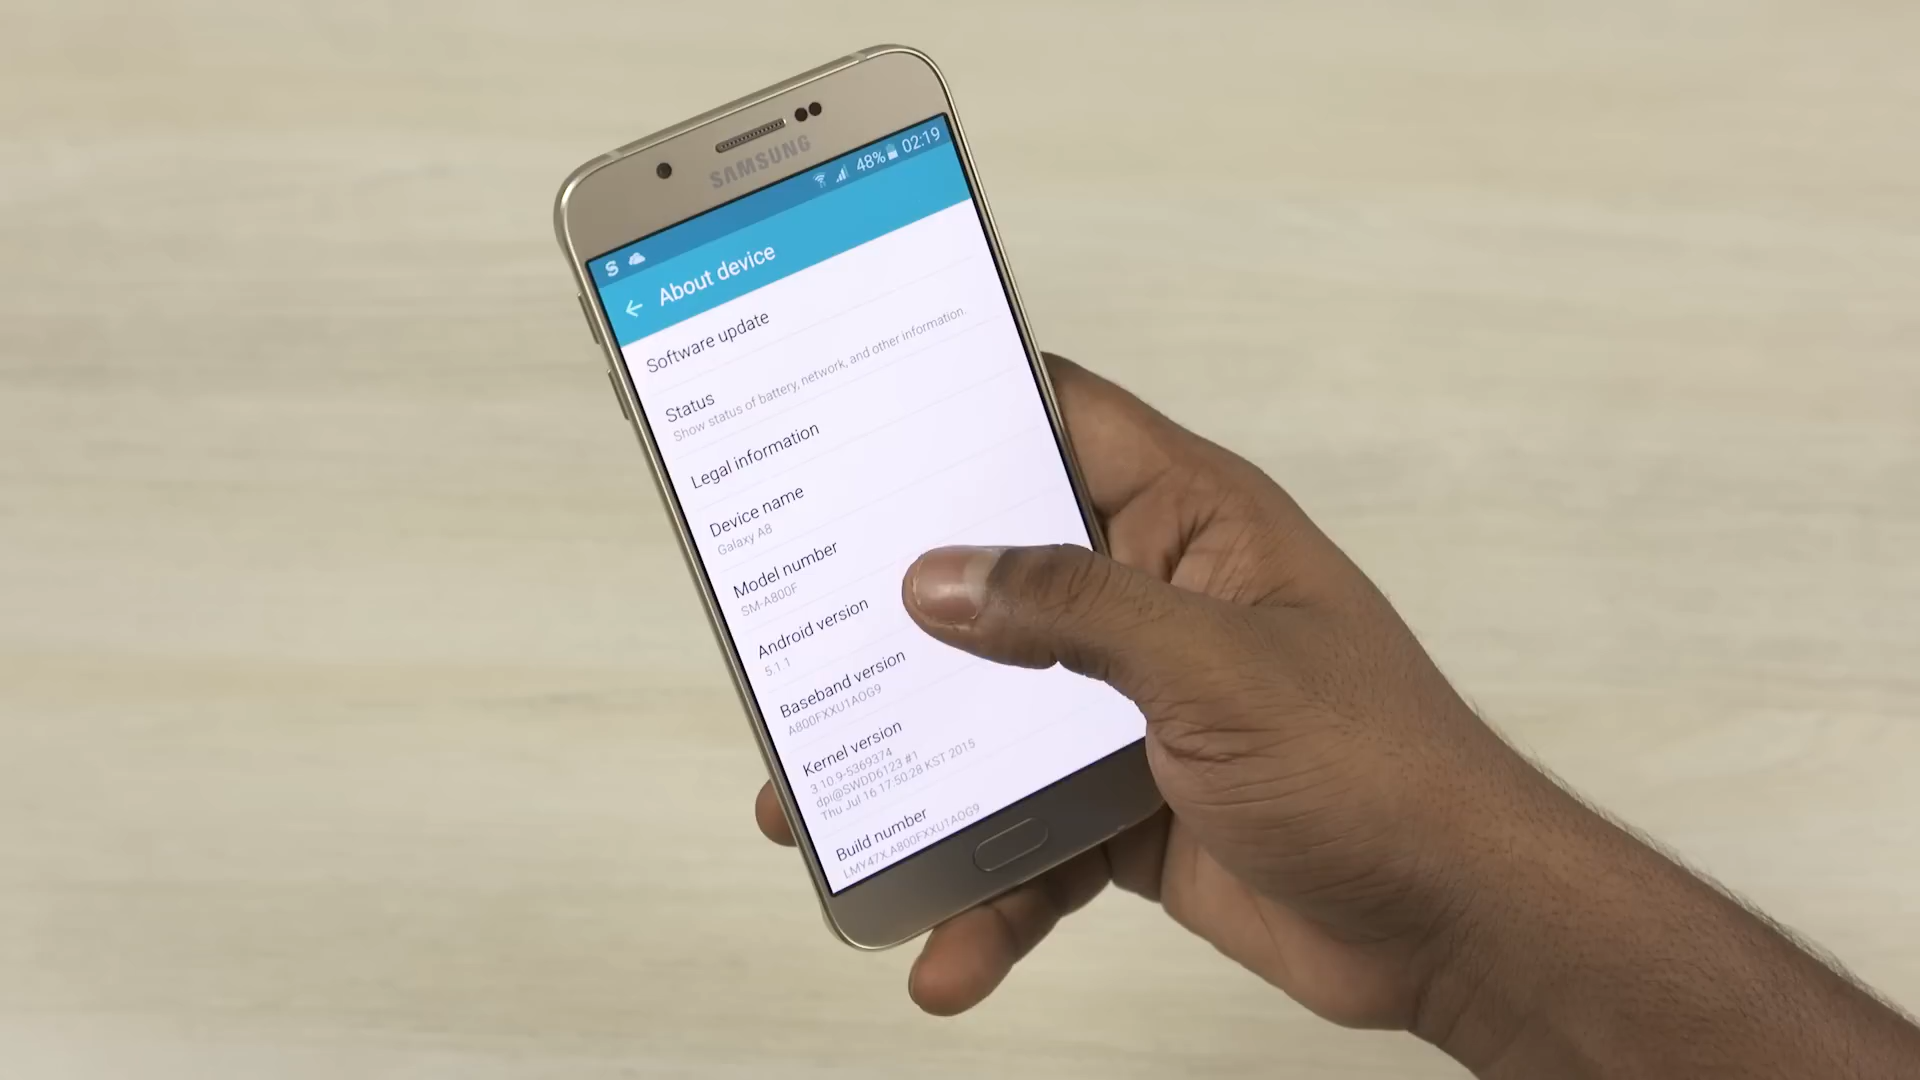 SAMSUNG
48% 02:19
S
About device
Software update
Status
Show status of battery, network, and other information.
Legal information
Device name
Galaxy A8
Model number
SM-A800F
Android version
5.1.1
Baseband version
A800FXXU1AOG9
Kernel version
3.10.9-5369374
dpi@SWDD6123 #1
Thu Jul 16 17:50:28 KST 2015
Build number
LMY47X.A800FXXU1AOG9